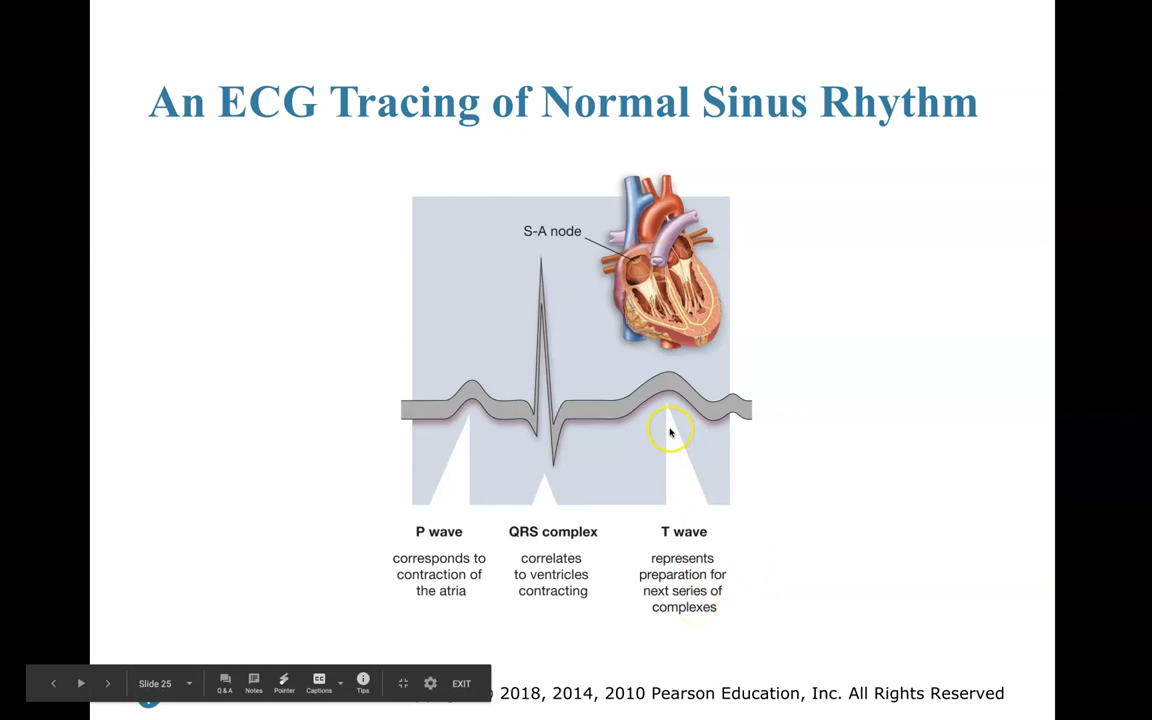 An ECG Tracing of Normal Sinus Rhythm
S-A node
P wave
corresponds to
contraction of
the atria
QRS complex
correlates
to ventricles
contracting
T wave
represents
preparation for
next series of
complexes
Slide 25
Q & A
Notes
Pointer
CC
Captions
Tips
EXIT
2018, 2014, 2010 Pearson Education, Inc. All Rights Reserved